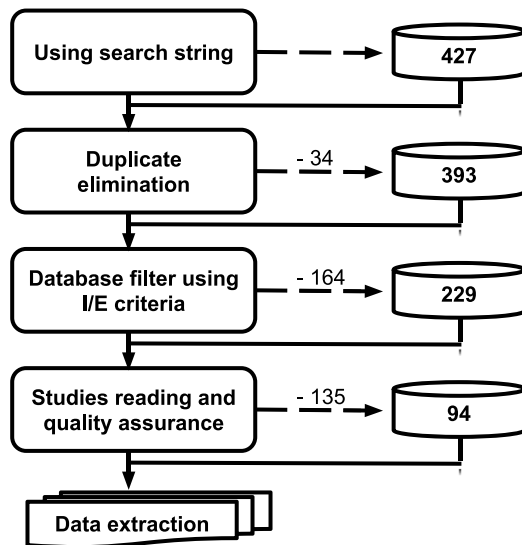 Using search string
427
Duplicate
elimination
- 34
393
Database filter using
I/E criteria
- 164
229
Studies reading and
quality assurance
- 135
94
Data extraction